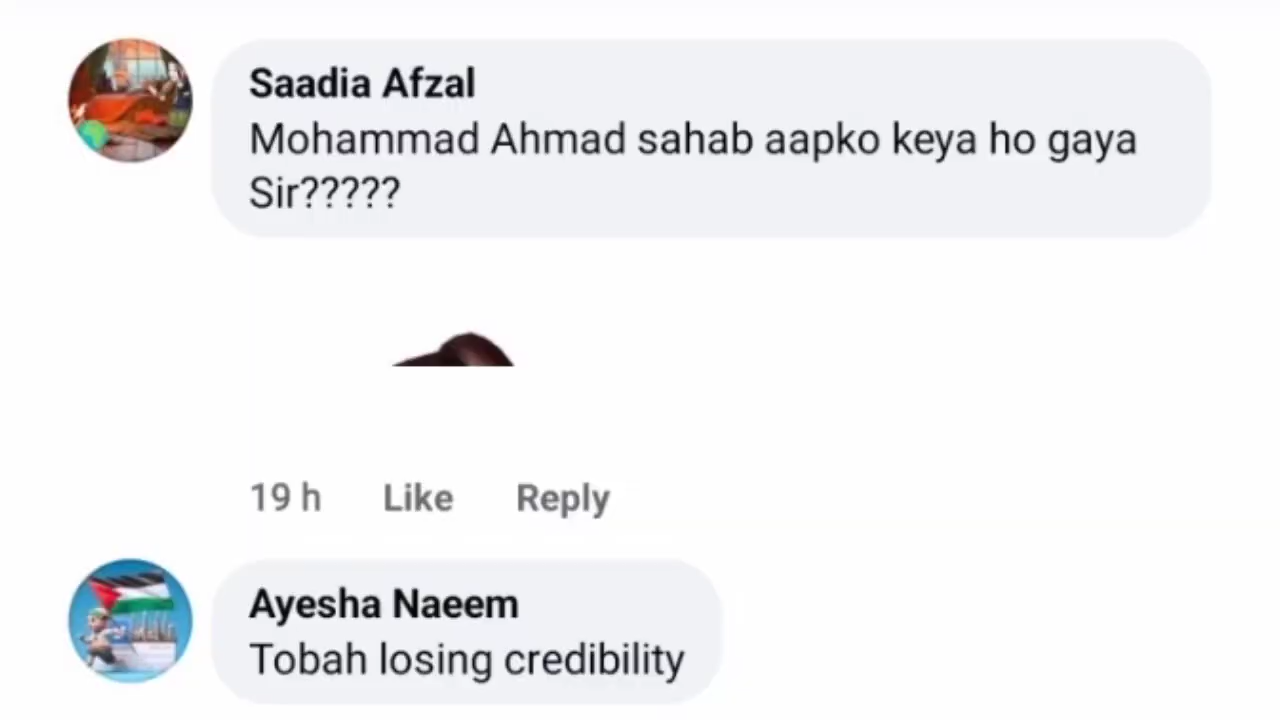 Saadia Afzal
Mohammad Ahmad sahab aapko keya ho gaya
Sir?????
19 h Like Reply
Ayesha Naeem
Tobah losing credibility